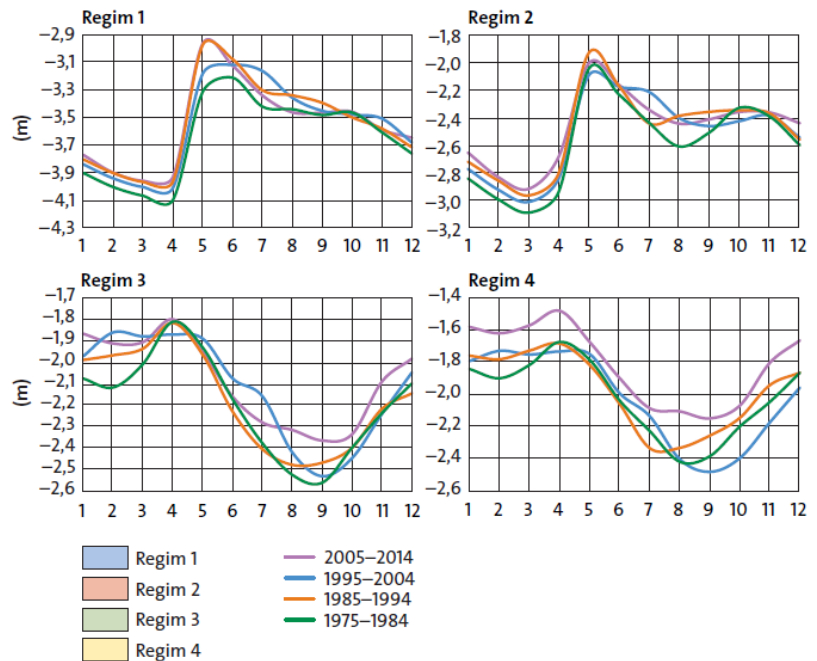 Regim 1
−2,9
−3,1
−3,3
−3,5
−3,7
−3,9
−4,1
−4,3
(m)
1 2 3 4 5 6 7 8 9 10 11 12
Regim 2
−1,8
−2,0
−2,2
−2,4
−2,6
−2,8
−3,0
−3,2
1 2 3 4 5 6 7 8 9 10 11 12
Regim 3
−1,7
−1,8
−1,9
−2,0
−2,1
−2,2
−2,3
−2,4
−2,5
−2,6
(m)
1 2 3 4 5 6 7 8 9 10 11 12
Regim 4
−1,4
−1,6
−1,8
−2,0
−2,2
−2,4
−2,6
1 2 3 4 5 6 7 8 9 10 11 12
Regim 1
Regim 2
Regim 3
Regim 4
2005–2014
1995–2004
1985–1994
1975–1984